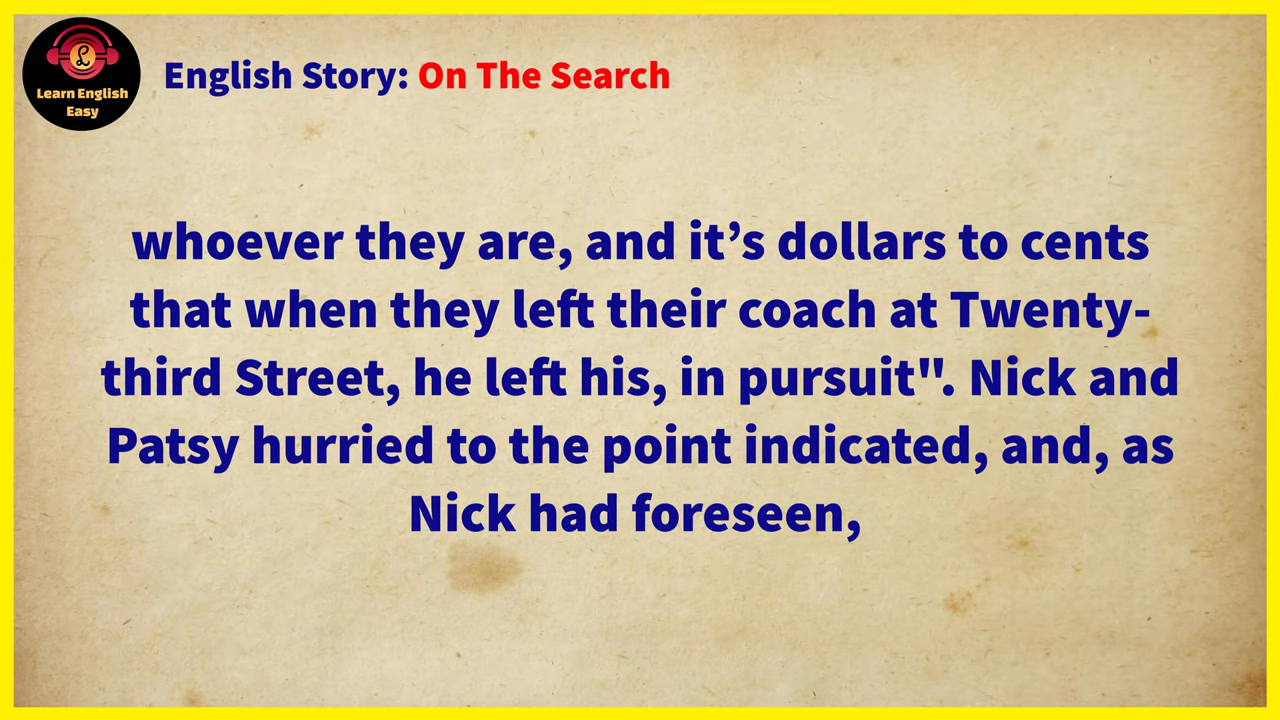 Learn English
Easy
English Story: On The Search
whoever they are, and it’s dollars to cents
that when they left their coach at Twenty-
third Street, he left his, in pursuit". Nick and
Patsy hurried to the point indicated, and, as
Nick had foreseen,